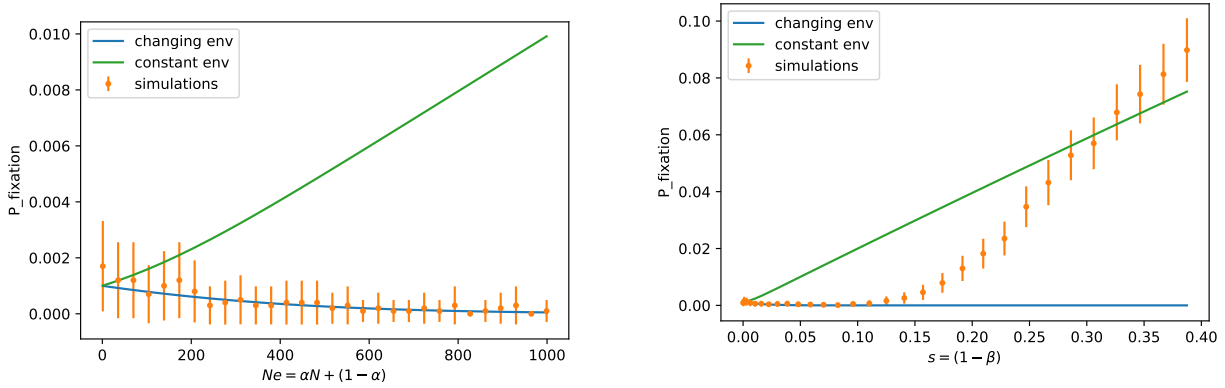 changing env
constant env
simulations
P_fixation
0.010
0.008
0.006
0.004
0.002
0.000
0 200 400 600 800 1000
Ne = αN + (1 − α)
changing env
constant env
simulations
P_fixation
0.10
0.08
0.06
0.04
0.02
0.00
0.00 0.05 0.10 0.15 0.20 0.25 0.30 0.35 0.40
s = (1 − β)